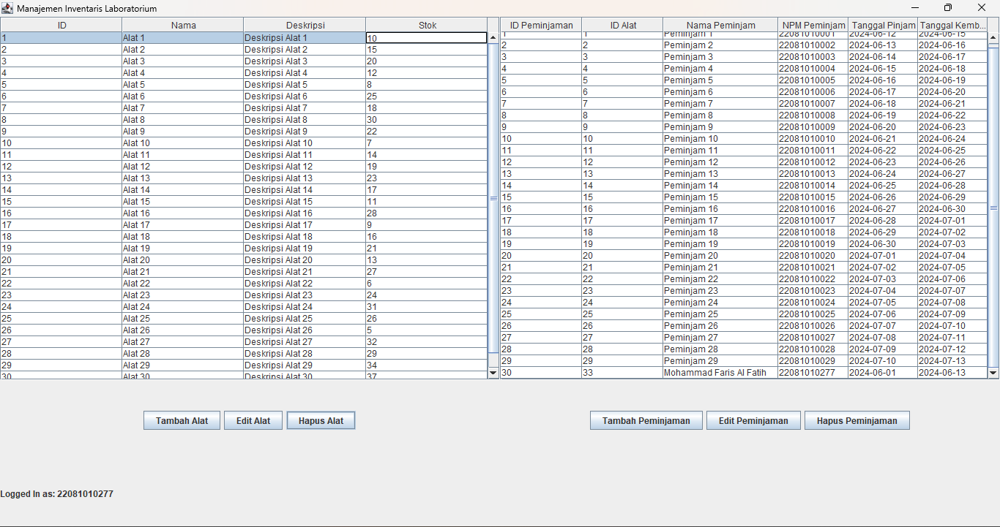 Manajemen Inventaris Laboratorium
ID Nama Deskripsi Stok
1 Alat 1 Deskripsi Alat 1 10
2 Alat 2 Deskripsi Alat 2 15
3 Alat 3 Deskripsi Alat 3 20
4 Alat 4 Deskripsi Alat 4 12
5 Alat 5 Deskripsi Alat 5 8
6 Alat 6 Deskripsi Alat 6 25
7 Alat 7 Deskripsi Alat 7 18
8 Alat 8 Deskripsi Alat 8 30
9 Alat 9 Deskripsi Alat 9 22
10 Alat 10 Deskripsi Alat 10 7
11 Alat 11 Deskripsi Alat 11 14
12 Alat 12 Deskripsi Alat 12 19
13 Alat 13 Deskripsi Alat 13 23
14 Alat 14 Deskripsi Alat 14 17
15 Alat 15 Deskripsi Alat 15 11
16 Alat 16 Deskripsi Alat 16 28
17 Alat 17 Deskripsi Alat 17 9
18 Alat 18 Deskripsi Alat 18 16
19 Alat 19 Deskripsi Alat 19 21
20 Alat 20 Deskripsi Alat 20 13
21 Alat 21 Deskripsi Alat 21 27
22 Alat 22 Deskripsi Alat 22 6
23 Alat 23 Deskripsi Alat 23 24
24 Alat 24 Deskripsi Alat 24 31
25 Alat 25 Deskripsi Alat 25 26
26 Alat 26 Deskripsi Alat 26 5
27 Alat 27 Deskripsi Alat 27 32
28 Alat 28 Deskripsi Alat 28 29
29 Alat 29 Deskripsi Alat 29 34
30 Alat 30 Deskripsi Alat 30 37
ID Peminjaman ID Alat Nama Peminjam NPM Peminjam Tanggal Pinjam Tanggal Kemb...
1 1 Peminjam 1 22081010001 2024-06-12 2024-06-15
2 2 Peminjam 2 22081010002 2024-06-13 2024-06-16
3 3 Peminjam 3 22081010003 2024-06-14 2024-06-17
4 4 Peminjam 4 22081010004 2024-06-15 2024-06-18
5 5 Peminjam 5 22081010005 2024-06-16 2024-06-19
6 6 Peminjam 6 22081010006 2024-06-17 2024-06-20
7 7 Peminjam 7 22081010007 2024-06-18 2024-06-21
8 8 Peminjam 8 22081010008 2024-06-19 2024-06-22
9 9 Peminjam 9 22081010009 2024-06-20 2024-06-23
10 10 Peminjam 10 22081010010 2024-06-21 2024-06-24
11 11 Peminjam 11 22081010011 2024-06-22 2024-06-25
12 12 Peminjam 12 22081010012 2024-06-23 2024-06-26
13 13 Peminjam 13 22081010013 2024-06-24 2024-06-27
14 14 Peminjam 14 22081010014 2024-06-25 2024-06-28
15 15 Peminjam 15 22081010015 2024-06-26 2024-06-29
16 16 Peminjam 16 22081010016 2024-06-27 2024-06-30
17 17 Peminjam 17 22081010017 2024-06-28 2024-07-01
18 18 Peminjam 18 22081010018 2024-06-29 2024-07-02
19 19 Peminjam 19 22081010019 2024-06-30 2024-07-03
20 20 Peminjam 20 22081010020 2024-07-01 2024-07-04
21 21 Peminjam 21 22081010021 2024-07-02 2024-07-05
22 22 Peminjam 22 22081010022 2024-07-03 2024-07-06
23 23 Peminjam 23 22081010023 2024-07-04 2024-07-07
24 24 Peminjam 24 22081010024 2024-07-05 2024-07-08
25 25 Peminjam 25 22081010025 2024-07-06 2024-07-09
26 26 Peminjam 26 22081010026 2024-07-07 2024-07-10
27 27 Peminjam 27 22081010027 2024-07-08 2024-07-11
28 28 Peminjam 28 22081010028 2024-07-09 2024-07-12
29 29 Peminjam 29 22081010029 2024-07-10 2024-07-13
30 33 Mohammad Faris Al Fatih 22081010277 2024-06-01 2024-06-13
Tambah Alat Edit Alat Hapus Alat
Tambah Peminjaman Edit Peminjaman Hapus Peminjaman
Logged In as: 22081010277